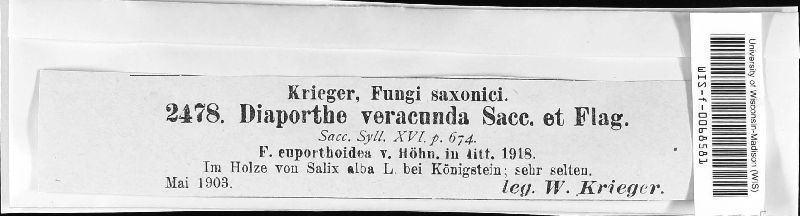 Krieger, Fungi saxonici.
2478. Diaporthe veracunda Sacc. et Flag.
Sacc. Syll. XVI. p. 674.
F. euporthoidea v. Höhn. in litt. 1918.
Im Holze von Salix alba L. bei Königstein; sehr selten.
Mai 1903.
leg. W. Krieger.
University of Wisconsin-Madison (WIS)
WIS-f-0068581